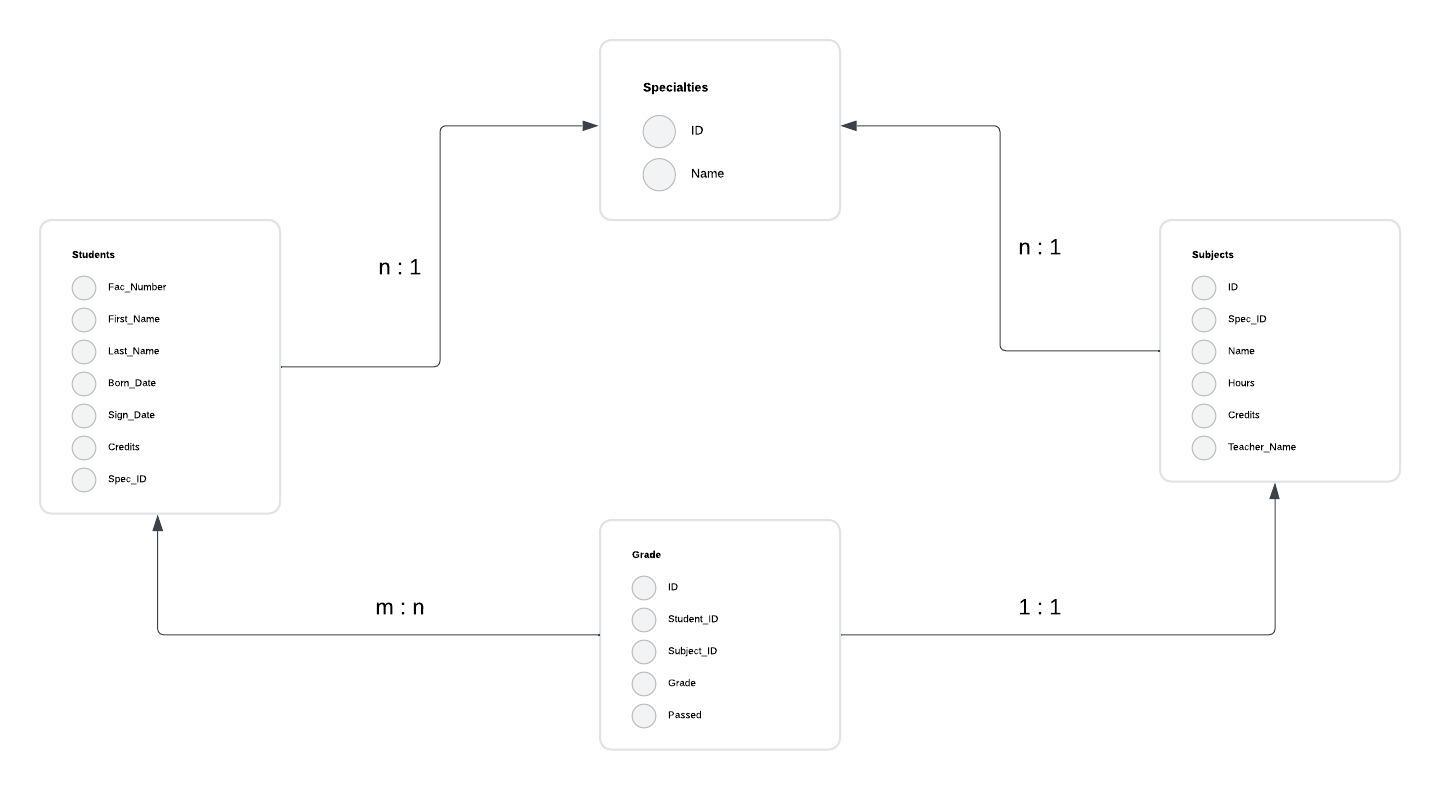 Specialties
ID
Name
n : 1
n : 1
Students
Fac_Number
First_Name
Last_Name
Born_Date
Sign_Date
Credits
Spec_ID
Subjects
ID
Spec_ID
Name
Hours
Credits
Teacher_Name
Grade
ID
Student_ID
Subject_ID
Grade
Passed
m : n
1 : 1